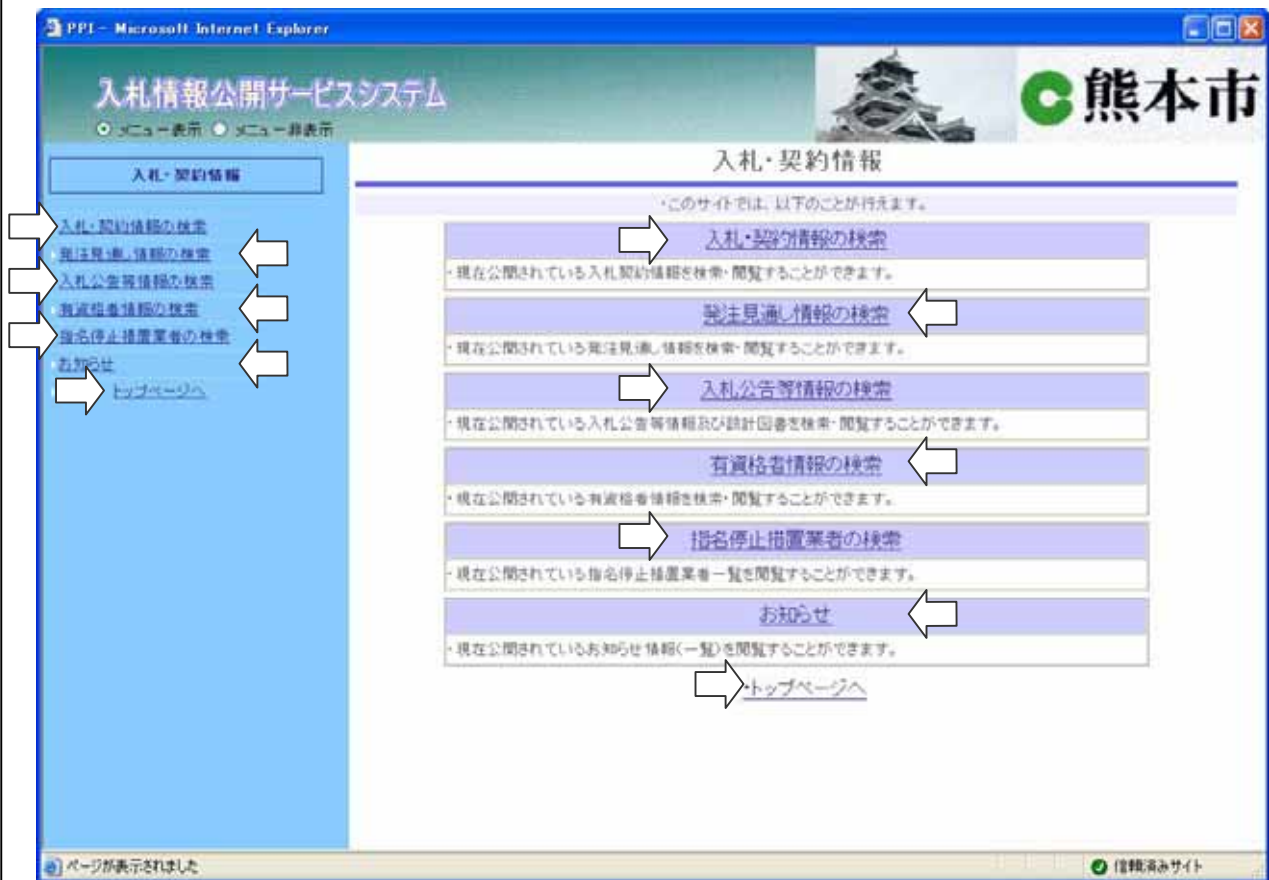 PPI - Microsoft Internet Explorer
入札情報公開サービスシステム
メニュー表示 メニュー非表示
熊本市
入札・契約情報
入札・契約情報の検索
発注見通し情報の検索
入札公告等情報の検索
有資格者情報の検索
指名停止措置業者の検索
お知らせ
トップページへ
入札・契約情報
・このサイトでは、以下のことが行えます。
入札・契約情報の検索
・現在公開されている入札契約情報を検索・閲覧することができます。
発注見通し情報の検索
・現在公開されている発注見通し情報を検索・閲覧することができます。
入札公告等情報の検索
・現在公開されている入札公告等情報及び設計図書を検索・閲覧することができます。
有資格者情報の検索
・現在公開されている有資格者情報を検索・閲覧することができます。
指名停止措置業者の検索
・現在公開されている指名停止措置業者一覧を閲覧することができます。
お知らせ
・現在公開されているお知らせ情報(一覧)を閲覧することができます。
・トップページへ
ページが表示されました
信頼済みサイト